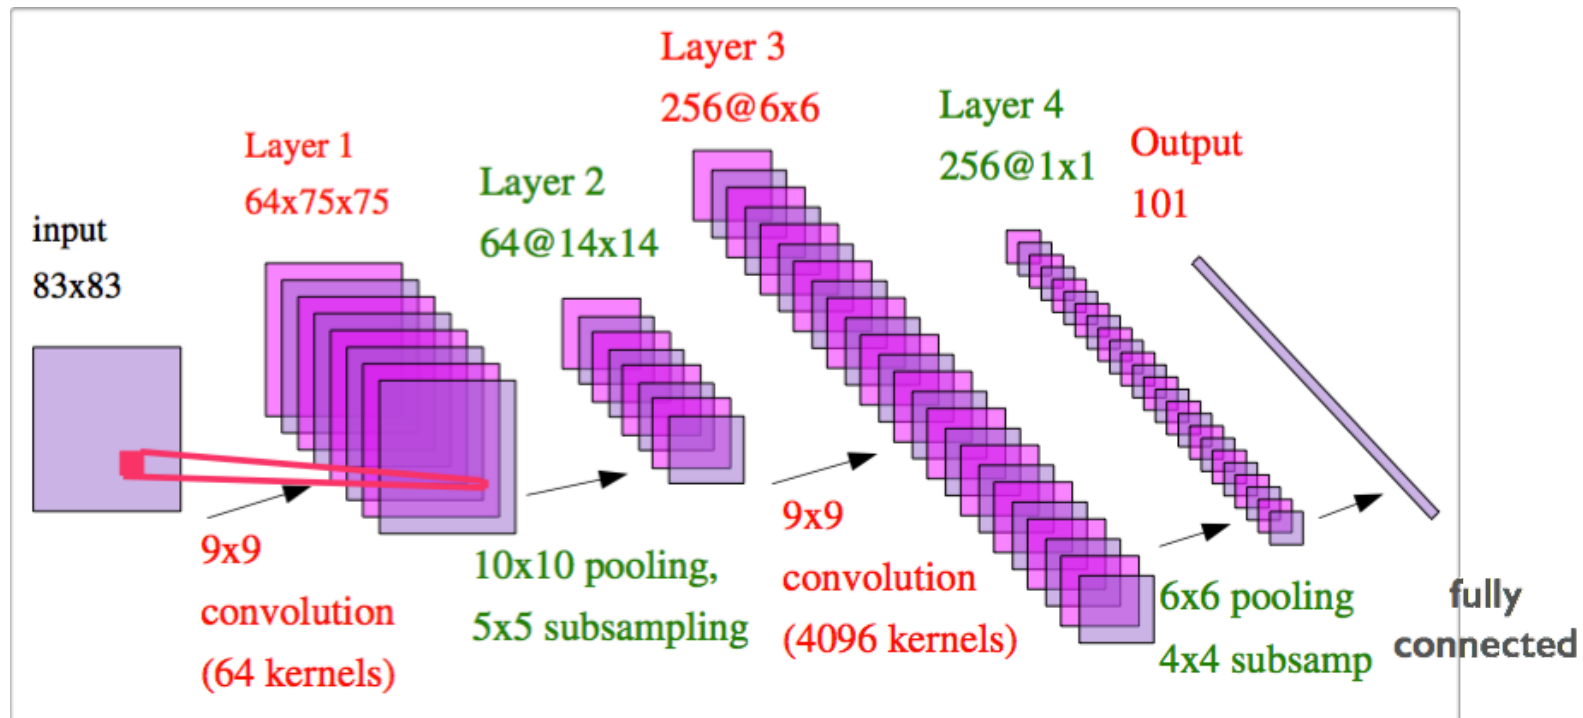 input
83x83
Layer 1
64x75x75
9x9
convolution
(64 kernels)
Layer 2
64@14x14
10x10 pooling,
5x5 subsampling
Layer 3
256@6x6
9x9
convolution
(4096 kernels)
Layer 4
256@1x1
6x6 pooling
4x4 subsamp
Output
101
fully
connected